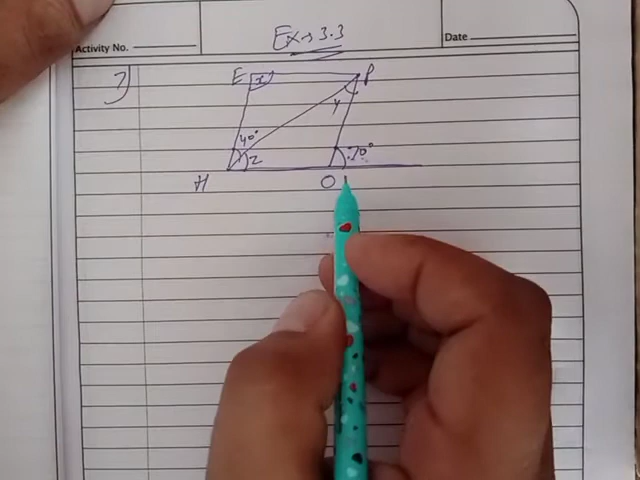 Ex → 3.3
Activity No.
Date
7)
E x P
y
40°
z 70°
H O